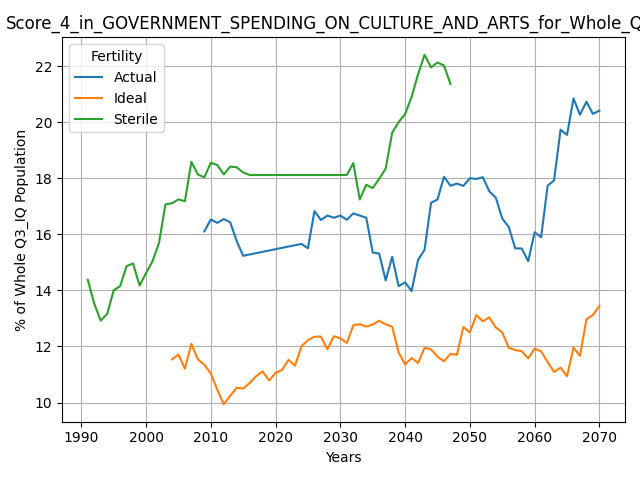 Score_4_in_GOVERNMENT_SPENDING_ON_CULTURE_AND_ARTS_for_Whole_Q
Fertility
Actual
Ideal
Sterile
% of Whole Q3_IQ Population
22
20
18
16
14
12
10
1990 2000 2010 2020 2030 2040 2050 2060 2070
Years